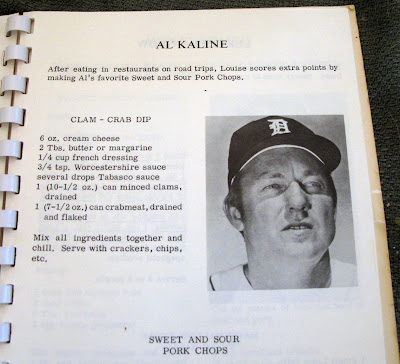 AL KALINE
After eating in restaurants on road trips, Louise scores extra points by
making Al's favorite Sweet and Sour Pork Chops.
CLAM - CRAB DIP
6 oz. cream cheese
2 Tbs. butter or margarine
1/4 cup french dressing
3/4 tsp. Worcestershire sauce
several drops Tabasco sauce
1 (10-1/2 oz.) can minced clams,
drained
1 (7-1/2 oz.) can crabmeat, drained
and flaked
Mix all ingredients together and
chill. Serve with crackers, chips,
etc.
D
SWEET AND SOUR
PORK CHOPS